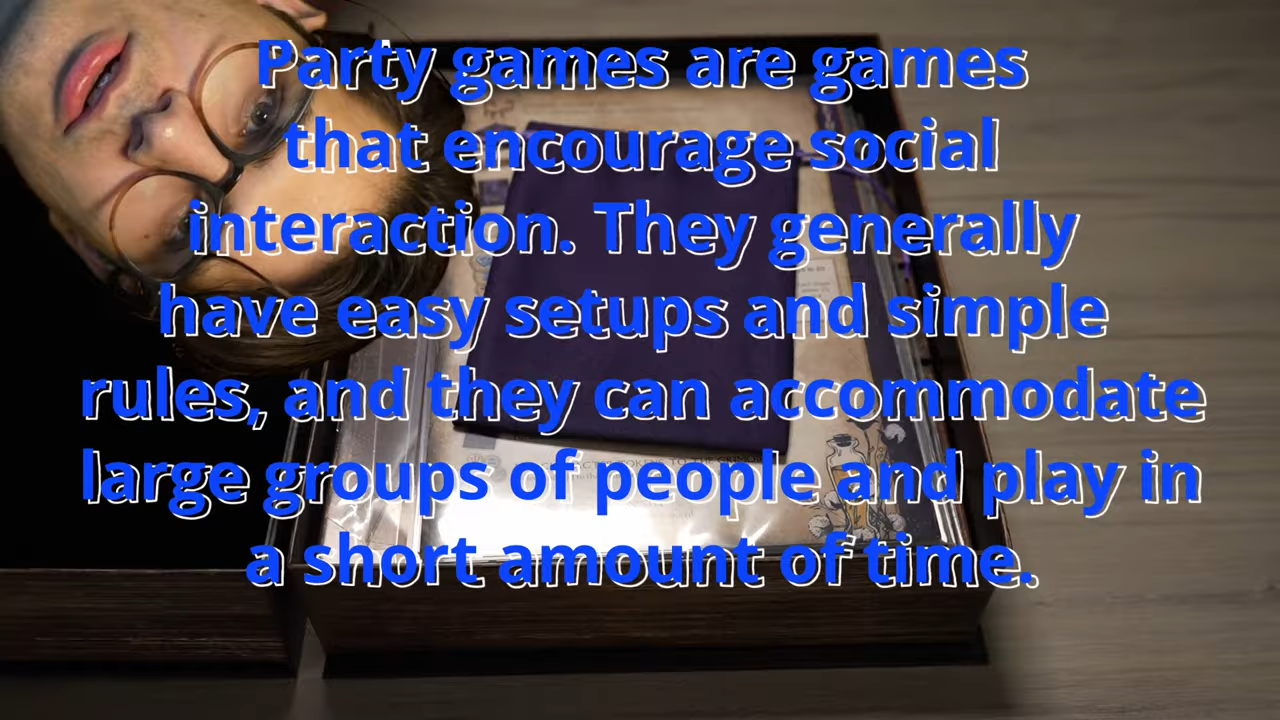 Party games are games
that encourage social
interaction. They generally
have easy setups and simple
rules, and they can accommodate
large groups of people and play in
a short amount of time.